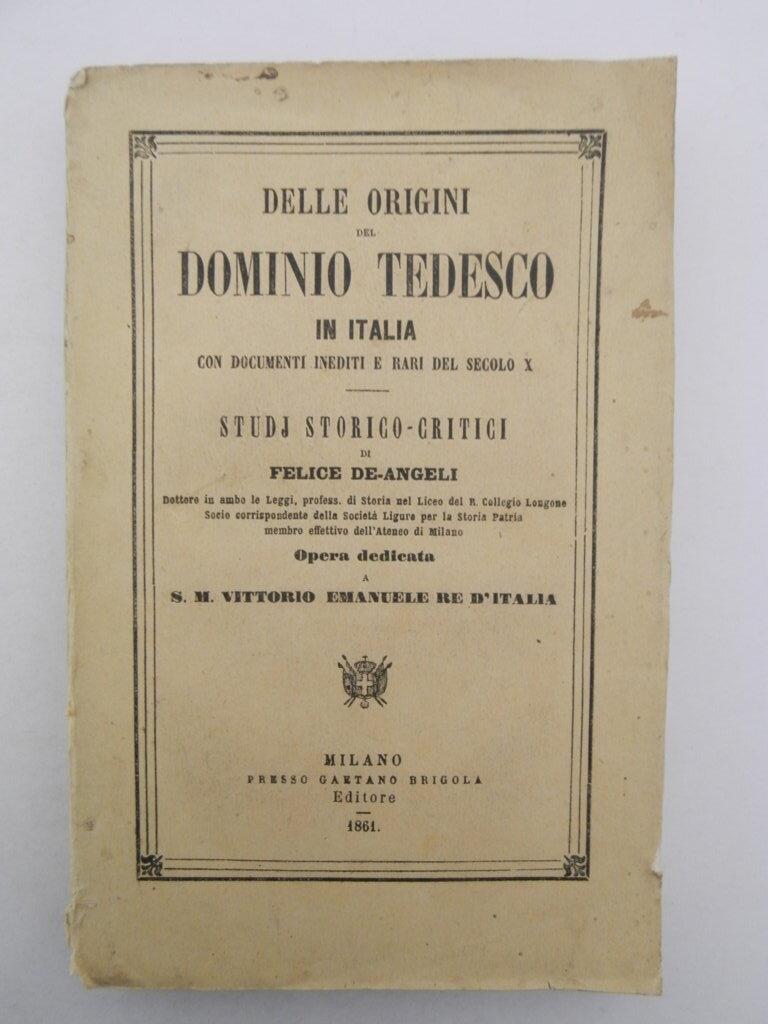 DELLE ORIGINI
DEL
DOMINIO TEDESCO
IN ITALIA
CON DOCUMENTI INEDITI E RARI DEL SECOLO X
STUDJ STORICO-CRITICI
DI
FELICE DE-ANGELI
Dottore in ambo le Leggi, profess. di Storia nel Liceo del R. Collegio Longone
Socio corrispondente della Società Ligure per la Storia Patria
membro effettivo dell'Ateneo di Milano
Opera dedicata
A
S. M. VITTORIO EMANUELE RE D'ITALIA
MILANO
PRESSO GAETANO BRIGOLA
Editore
1861.